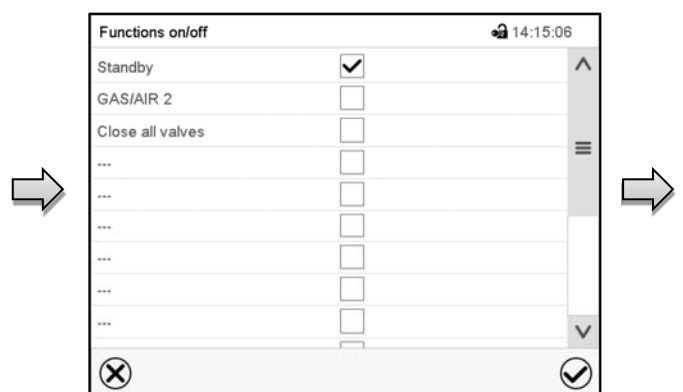 Functions on/off 14:15:06
Standby
GAS/AIR 2
Close all valves
---
---
---
---
---
---